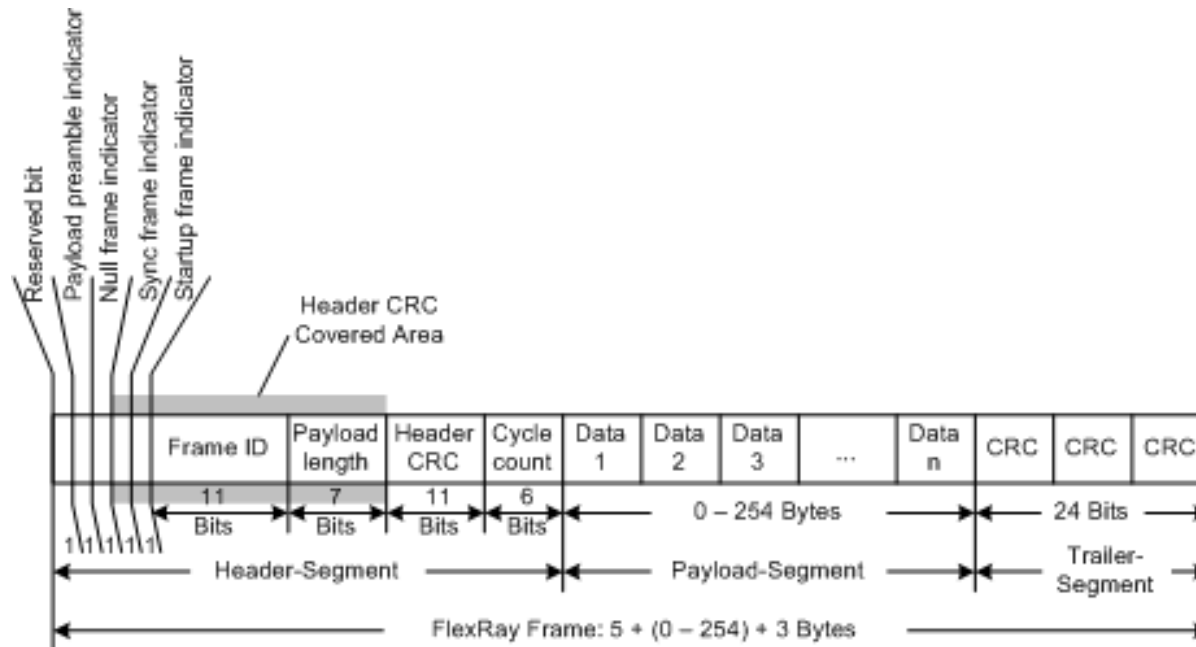 Reserved bit
Payload preamble indicator
Null frame indicator
Sync frame indicator
Startup frame indicator
Header CRC
Covered Area
Frame ID
Payload
length
Header
CRC
Cycle
count
Data
1
Data
2
Data
3
...
Data
n
CRC
CRC
CRC
11
Bits
7
Bits
11
Bits
6
Bits
0 – 254 Bytes
24 Bits
1 1 1 1 1
Header-Segment
Payload-Segment
Trailer-
Segment
FlexRay Frame: 5 + (0 – 254) + 3 Bytes